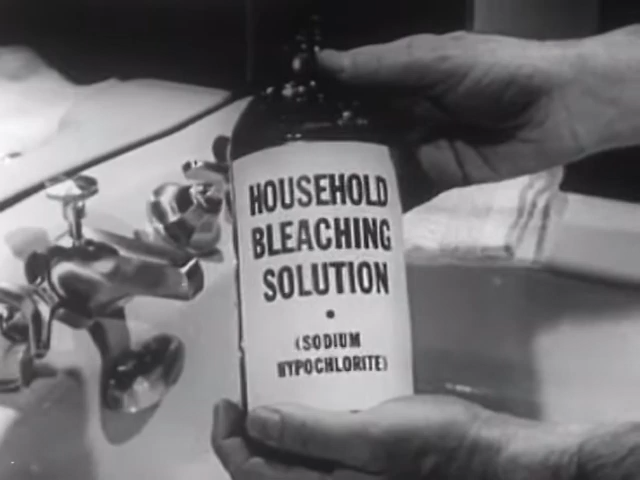 HOUSEHOLD
BLEACHING
SOLUTION
•
(SODIUM
HYPOCHLORITE)